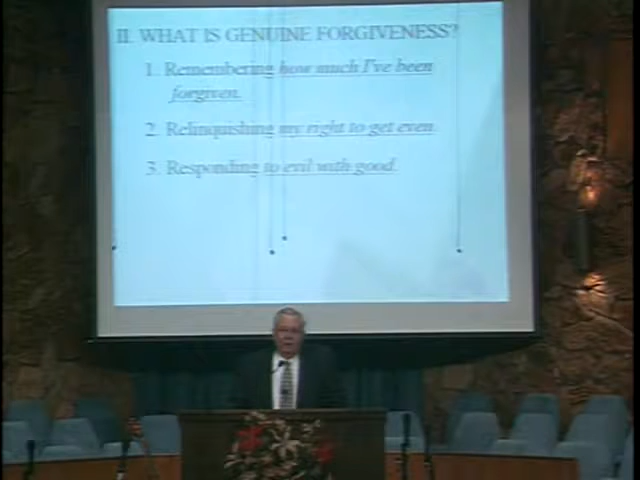 II. WHAT IS GENUINE FORGIVENESS?
1. Remembering how much I've been
forgiven.
2. Relinquishing my right to get even.
3. Responding to evil with good.